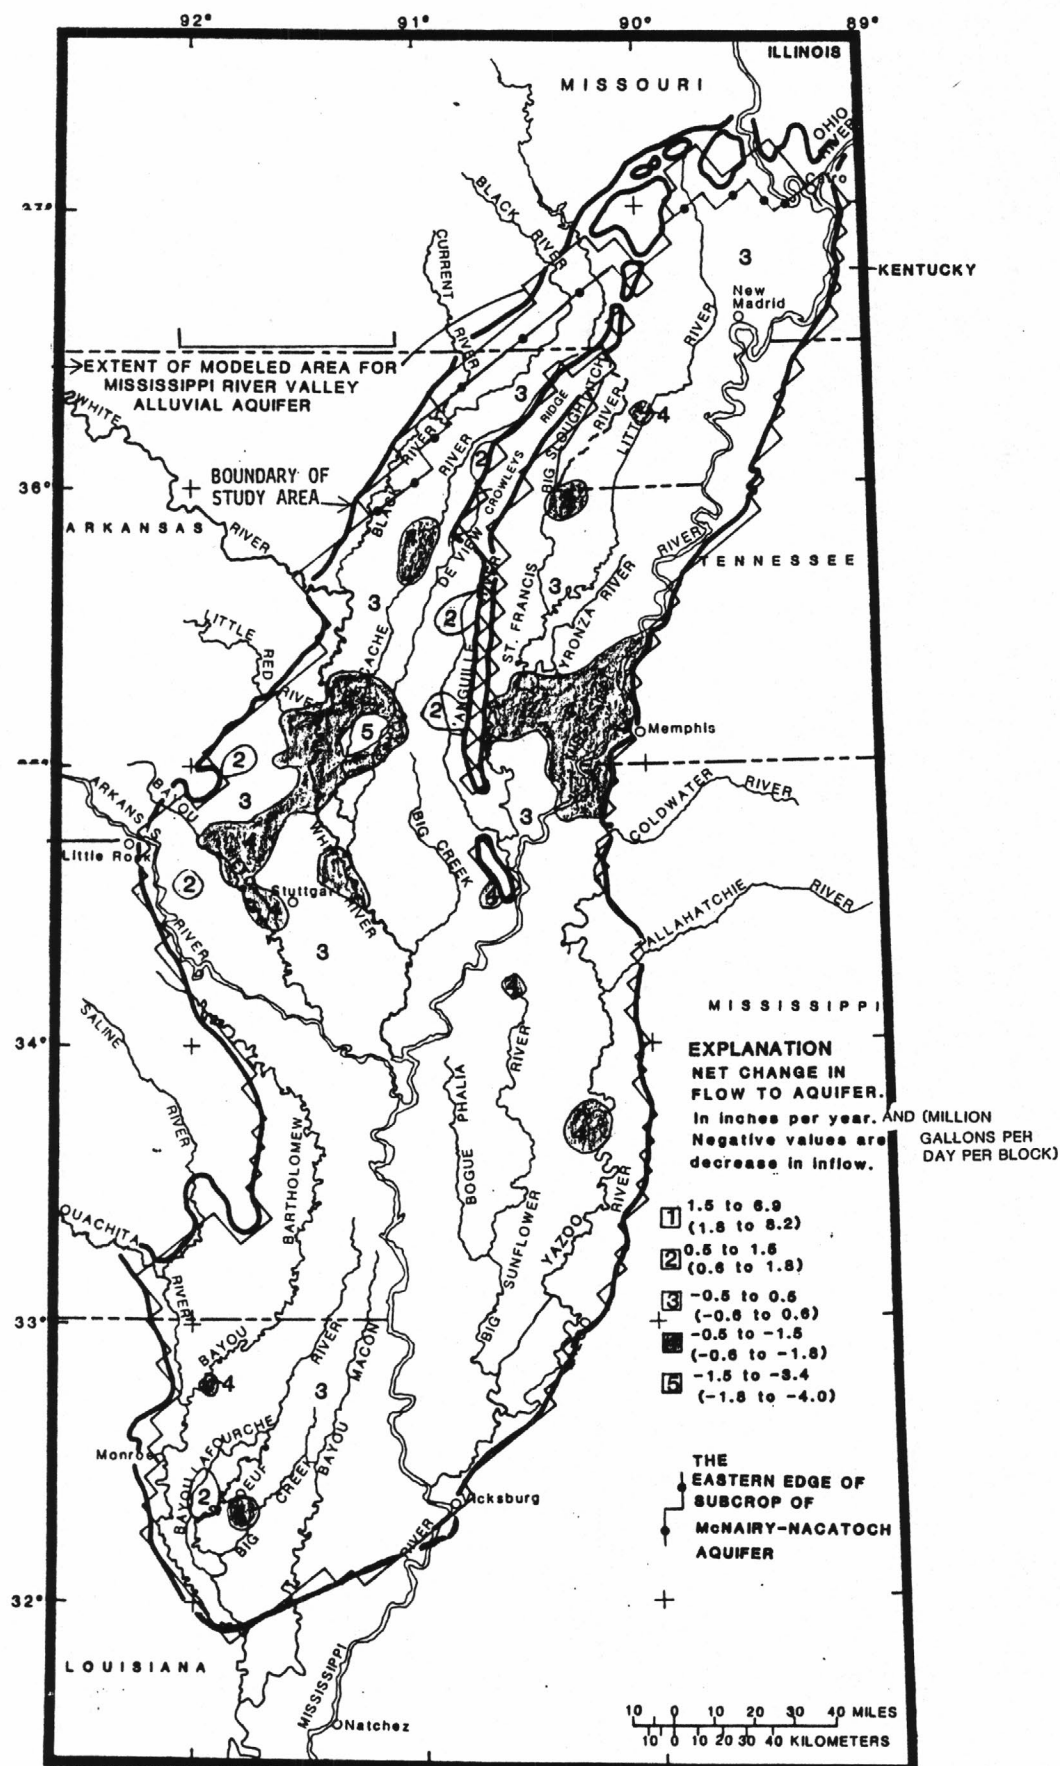 92°
91°
90°
89°
ILLINOIS
MISSOURI
OHIO
RIVER
Cairo
BLACK
RIVER
CURRENT
RIVER
3
KENTUCKY
New
Madrid
RIVER
EXTENT OF MODELED AREA FOR
MISSISSIPPI RIVER VALLEY
ALLUVIAL AQUIFER
WHITE
3
RIDGE
CROWLEYS
BIG SLOUGH DITCH
RIVER
LITTLE
4
36°
BOUNDARY OF
STUDY AREA
BLACK
RIVER
RIVER
2
ARKANSAS
RIVER
RIVER
TENNESSEE
DE VIEW
3
3
2
CACHE
ST. FRANCIS
RIVER
TYRONZA RIVER
LITTLE
RED
RIVER
L'ANGUILLE
2
5
Memphis
2
BAYOU
3
ARKANSAS
3
COLDWATER
RIVER
Little Rock
BIG CREEK
WHITE
RIVER
2
Stuttgart
4
4
TALLAHATCHIE
RIVER
RIVER
3
4
MISSISSIPPI
SALINE
RIVER
34°
RIVER
BOGUE PHALIA
EXPLANATION
NET CHANGE IN
FLOW TO AQUIFER.
In inches per year. AND (MILLION
GALLONS PER
DAY PER BLOCK)
Negative values are
decrease in inflow.
BARTHOLOMEW
OUACHITA
RIVER
SUNFLOWER
BIG
YAZOO
RIVER
1 1.5 to 6.9
(1.8 to 8.2)
2 0.5 to 1.5
(0.6 to 1.8)
3 -0.5 to 0.5
(-0.6 to 0.6)
-0.5 to -1.5
(-0.6 to -1.8)
5 -1.5 to -3.4
(-1.8 to -4.0)
33°
BAYOU
4
RIVER
MACON
3
BAYOU
Monroe
LAFOURCHE
BAYOU
2
BOEUF
CREEK
BIG
Vicksburg
RIVER
THE
EASTERN EDGE OF
SUBCROP OF
McNAIRY-NACATOCH
AQUIFER
32°
LOUISIANA
MISSISSIPPI
Natchez
10 0 10 20 30 40 MILES
10 0 10 20 30 40 KILOMETERS